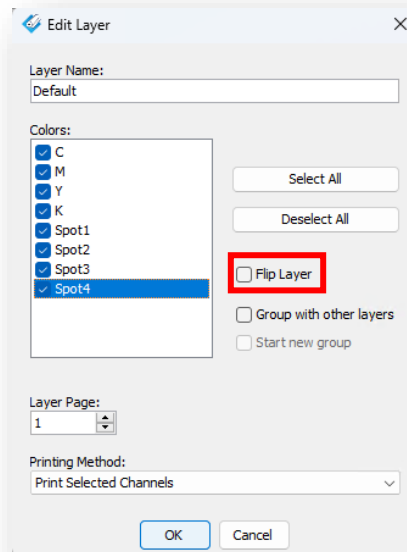 Edit Layer
Layer Name:
Default
Colors:
C
M
Y
K
Spot1
Spot2
Spot3
Spot4
Select All
Deselect All
Flip Layer
Group with other layers
Start new group
Layer Page:
1
Printing Method:
Print Selected Channels
OK
Cancel